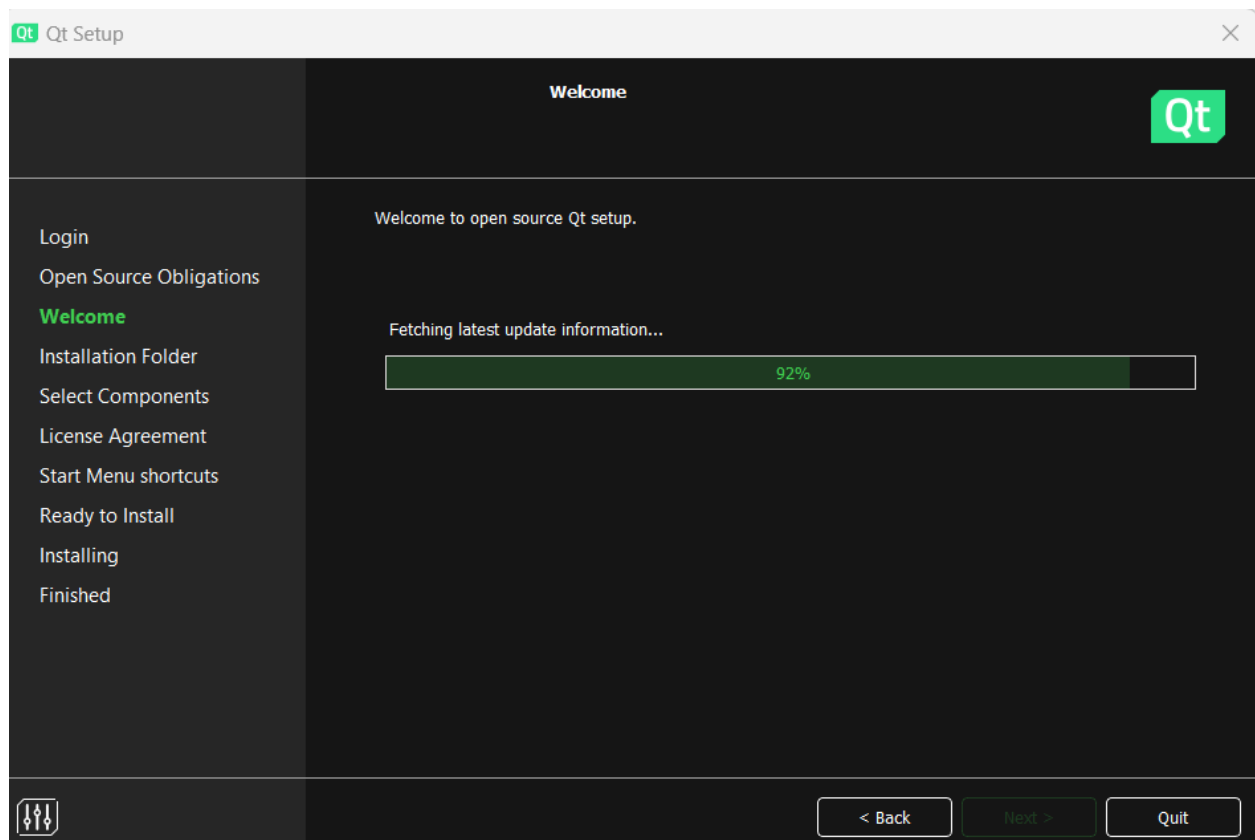 Qt Qt Setup
Welcome
Qt
Login
Open Source Obligations
Welcome
Installation Folder
Select Components
License Agreement
Start Menu shortcuts
Ready to Install
Installing
Finished
Welcome to open source Qt setup.
Fetching latest update information...
92%
< Back
Next >
Quit